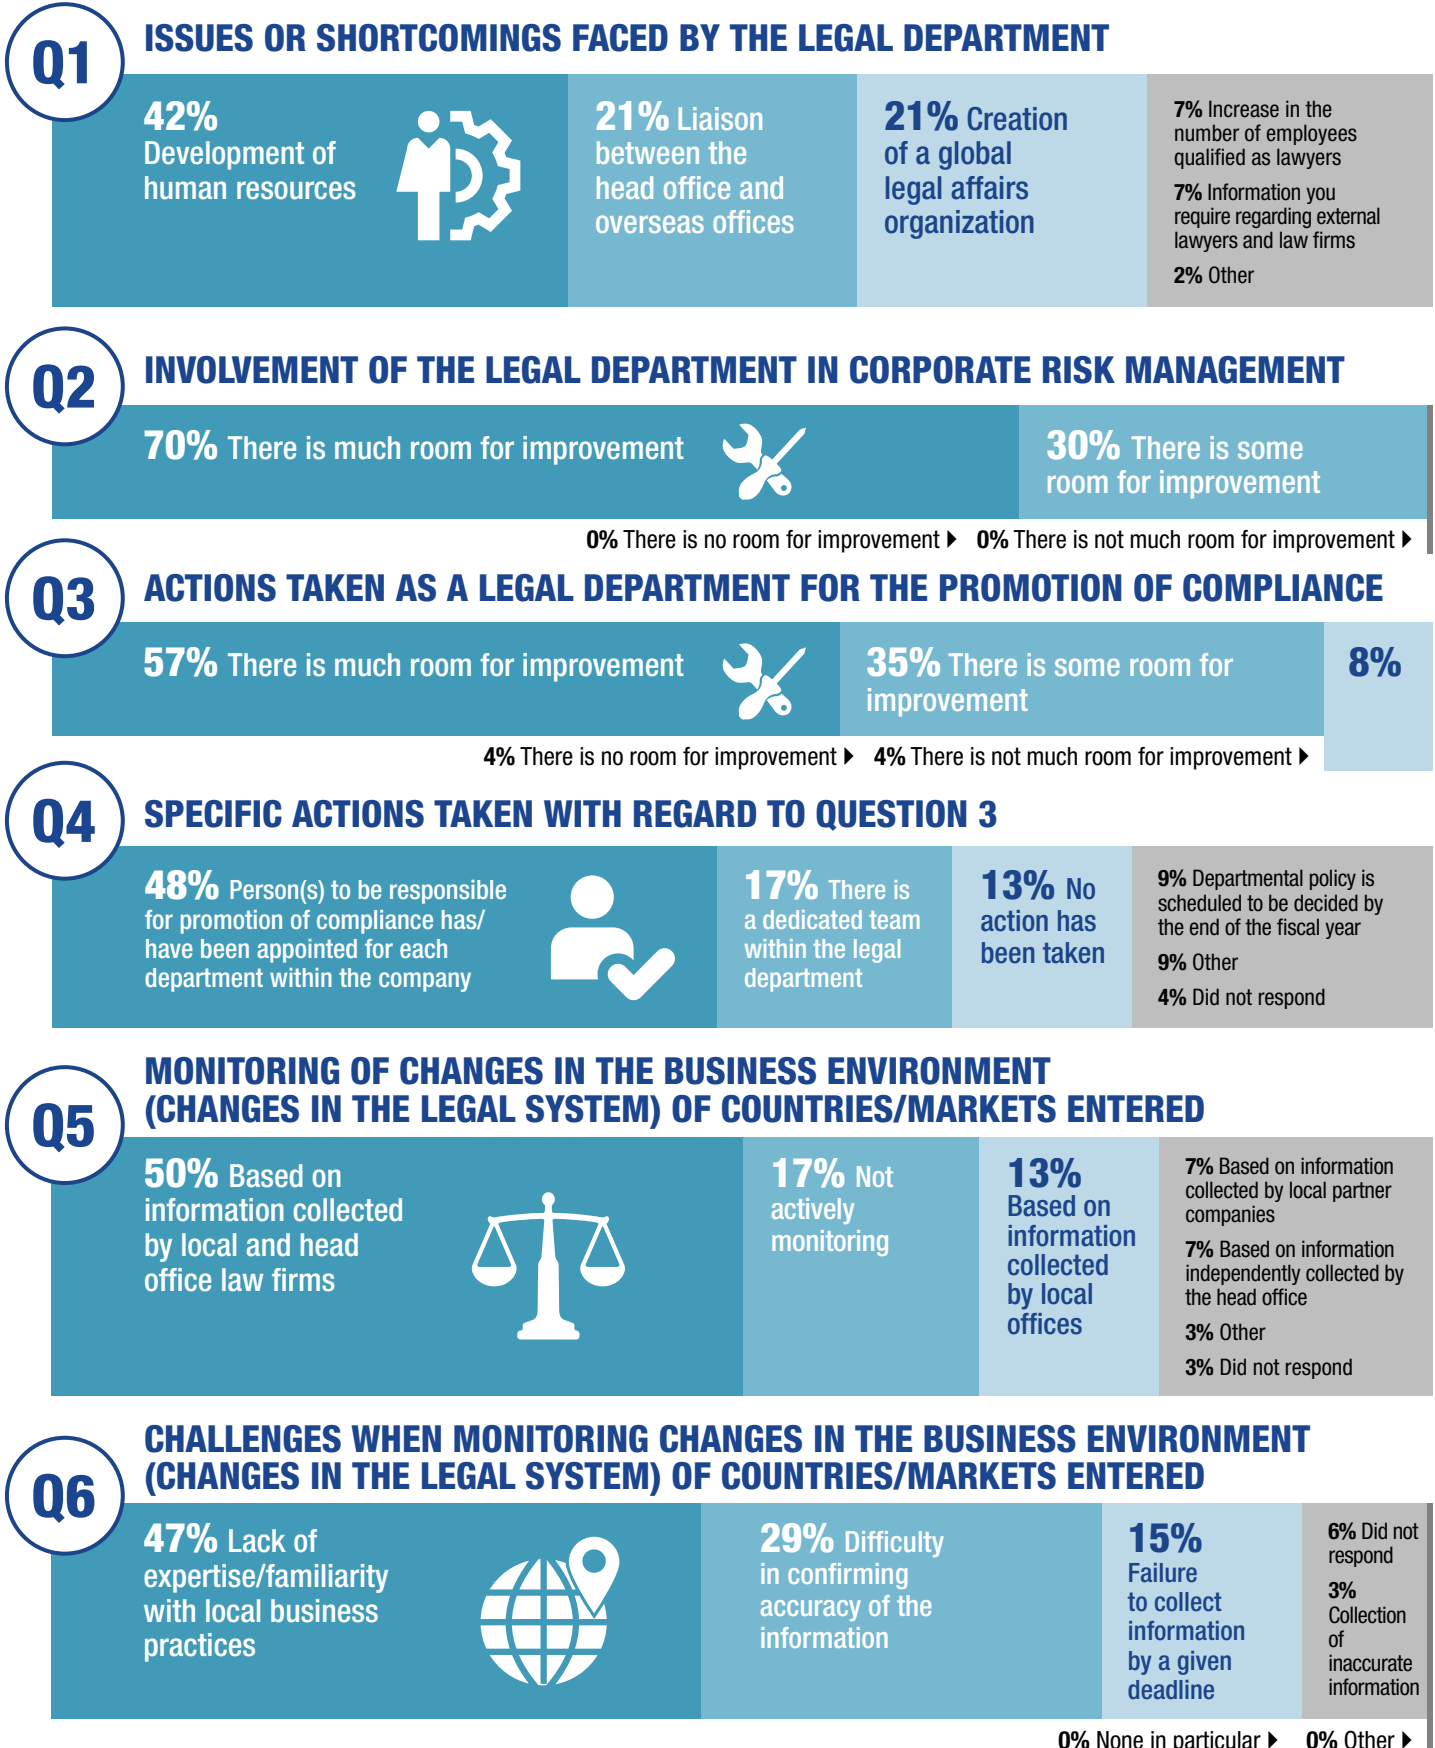 Q1
ISSUES OR SHORTCOMINGS FACED BY THE LEGAL DEPARTMENT
42%
Development of
human resources
21% Liaison
between the
head office and
overseas offices
21% Creation
of a global
legal affairs
organization
7% Increase in the
number of employees
qualified as lawyers
7% Information you
require regarding external
lawyers and law firms
2% Other
Q2
INVOLVEMENT OF THE LEGAL DEPARTMENT IN CORPORATE RISK MANAGEMENT
70% There is much room for improvement
30% There is some
room for improvement
0% There is no room for improvement
0% There is not much room for improvement
Q3
ACTIONS TAKEN AS A LEGAL DEPARTMENT FOR THE PROMOTION OF COMPLIANCE
57% There is much room for improvement
35% There is some room for
improvement
8%
4% There is no room for improvement
4% There is not much room for improvement
Q4
SPECIFIC ACTIONS TAKEN WITH REGARD TO QUESTION 3
48% Person(s) to be responsible
for promotion of compliance has/
have been appointed for each
department within the company
17% There is
a dedicated team
within the legal
department
13% No
action has
been taken
9% Departmental policy is
scheduled to be decided by
the end of the fiscal year
9% Other
4% Did not respond
Q5
MONITORING OF CHANGES IN THE BUSINESS ENVIRONMENT
(CHANGES IN THE LEGAL SYSTEM) OF COUNTRIES/MARKETS ENTERED
50% Based on
information collected
by local and head
office law firms
17% Not
actively
monitoring
13%
Based on
information
collected
by local
offices
7% Based on information
collected by local partner
companies
7% Based on information
independently collected by
the head office
3% Other
3% Did not respond
Q6
CHALLENGES WHEN MONITORING CHANGES IN THE BUSINESS ENVIRONMENT
(CHANGES IN THE LEGAL SYSTEM) OF COUNTRIES/MARKETS ENTERED
47% Lack of
expertise/familiarity
with local business
practices
29% Difficulty
in confirming
accuracy of the
information
15%
Failure
to collect
information
by a given
deadline
6% Did not
respond
3%
Collection
of
inaccurate
information
0% None in particular
0% Other